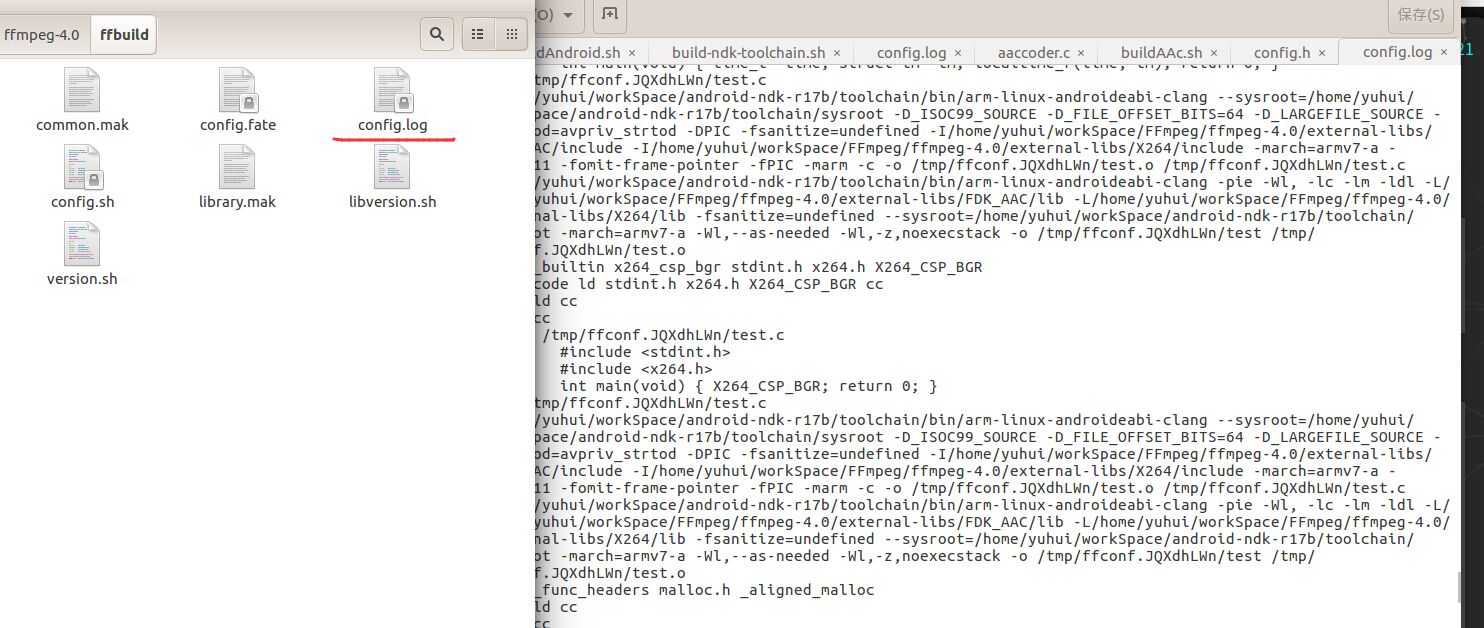 ffmpeg-4.0
ffbuild
common.mak
config.fate
config.log
config.sh
library.mak
libversion.sh
version.sh
(O)
保存(S)
dAndroid.sh ×
build-ndk-toolchain.sh ×
config.log ×
aaccoder.c ×
buildAAc.sh ×
config.h ×
config.log ×
21
tmp/ffconf.JQXdhLWn/test.c
/yuhui/workSpace/android-ndk-r17b/toolchain/bin/arm-linux-androideabi-clang --sysroot=/home/yuhui/
pace/android-ndk-r17b/toolchain/sysroot -D_ISOC99_SOURCE -D_FILE_OFFSET_BITS=64 -D_LARGEFILE_SOURCE -
od=avpriv_strtod -DPIC -fsanitize=undefined -I/home/yuhui/workSpace/FFmpeg/ffmpeg-4.0/external-libs/
AC/include -I/home/yuhui/workSpace/FFmpeg/ffmpeg-4.0/external-libs/X264/include -march=armv7-a -
11 -fomit-frame-pointer -fPIC -marm -c -o /tmp/ffconf.JQXdhLWn/test.o /tmp/ffconf.JQXdhLWn/test.c
/yuhui/workSpace/android-ndk-r17b/toolchain/bin/arm-linux-androideabi-clang -pie -Wl, -lc -lm -ldl -L/
yuhui/workSpace/FFmpeg/ffmpeg-4.0/external-libs/FDK_AAC/lib -L/home/yuhui/workSpace/FFmpeg/ffmpeg-4.0/
nal-libs/X264/lib -fsanitize=undefined --sysroot=/home/yuhui/workSpace/android-ndk-r17b/toolchain/
ot -march=armv7-a -Wl,--as-needed -Wl,-z,noexecstack -o /tmp/ffconf.JQXdhLWn/test /tmp/
f.JQXdhLWn/test.o
_builtin x264_csp_bgr stdint.h x264.h X264_CSP_BGR
code ld stdint.h x264.h X264_CSP_BGR cc
ld cc
cc
/tmp/ffconf.JQXdhLWn/test.c
#include <stdint.h>
#include <x264.h>
int main(void) { X264_CSP_BGR; return 0; }
tmp/ffconf.JQXdhLWn/test.c
/yuhui/workSpace/android-ndk-r17b/toolchain/bin/arm-linux-androideabi-clang --sysroot=/home/yuhui/
pace/android-ndk-r17b/toolchain/sysroot -D_ISOC99_SOURCE -D_FILE_OFFSET_BITS=64 -D_LARGEFILE_SOURCE -
od=avpriv_strtod -DPIC -fsanitize=undefined -I/home/yuhui/workSpace/FFmpeg/ffmpeg-4.0/external-libs/
AC/include -I/home/yuhui/workSpace/FFmpeg/ffmpeg-4.0/external-libs/X264/include -march=armv7-a -
11 -fomit-frame-pointer -fPIC -marm -c -o /tmp/ffconf.JQXdhLWn/test.o /tmp/ffconf.JQXdhLWn/test.c
/yuhui/workSpace/android-ndk-r17b/toolchain/bin/arm-linux-androideabi-clang -pie -Wl, -lc -lm -ldl -L/
yuhui/workSpace/FFmpeg/ffmpeg-4.0/external-libs/FDK_AAC/lib -L/home/yuhui/workSpace/FFmpeg/ffmpeg-4.0/
nal-libs/X264/lib -fsanitize=undefined --sysroot=/home/yuhui/workSpace/android-ndk-r17b/toolchain/
ot -march=armv7-a -Wl,--as-needed -Wl,-z,noexecstack -o /tmp/ffconf.JQXdhLWn/test /tmp/
f.JQXdhLWn/test.o
_func_headers malloc.h _aligned_malloc
ld cc
cc